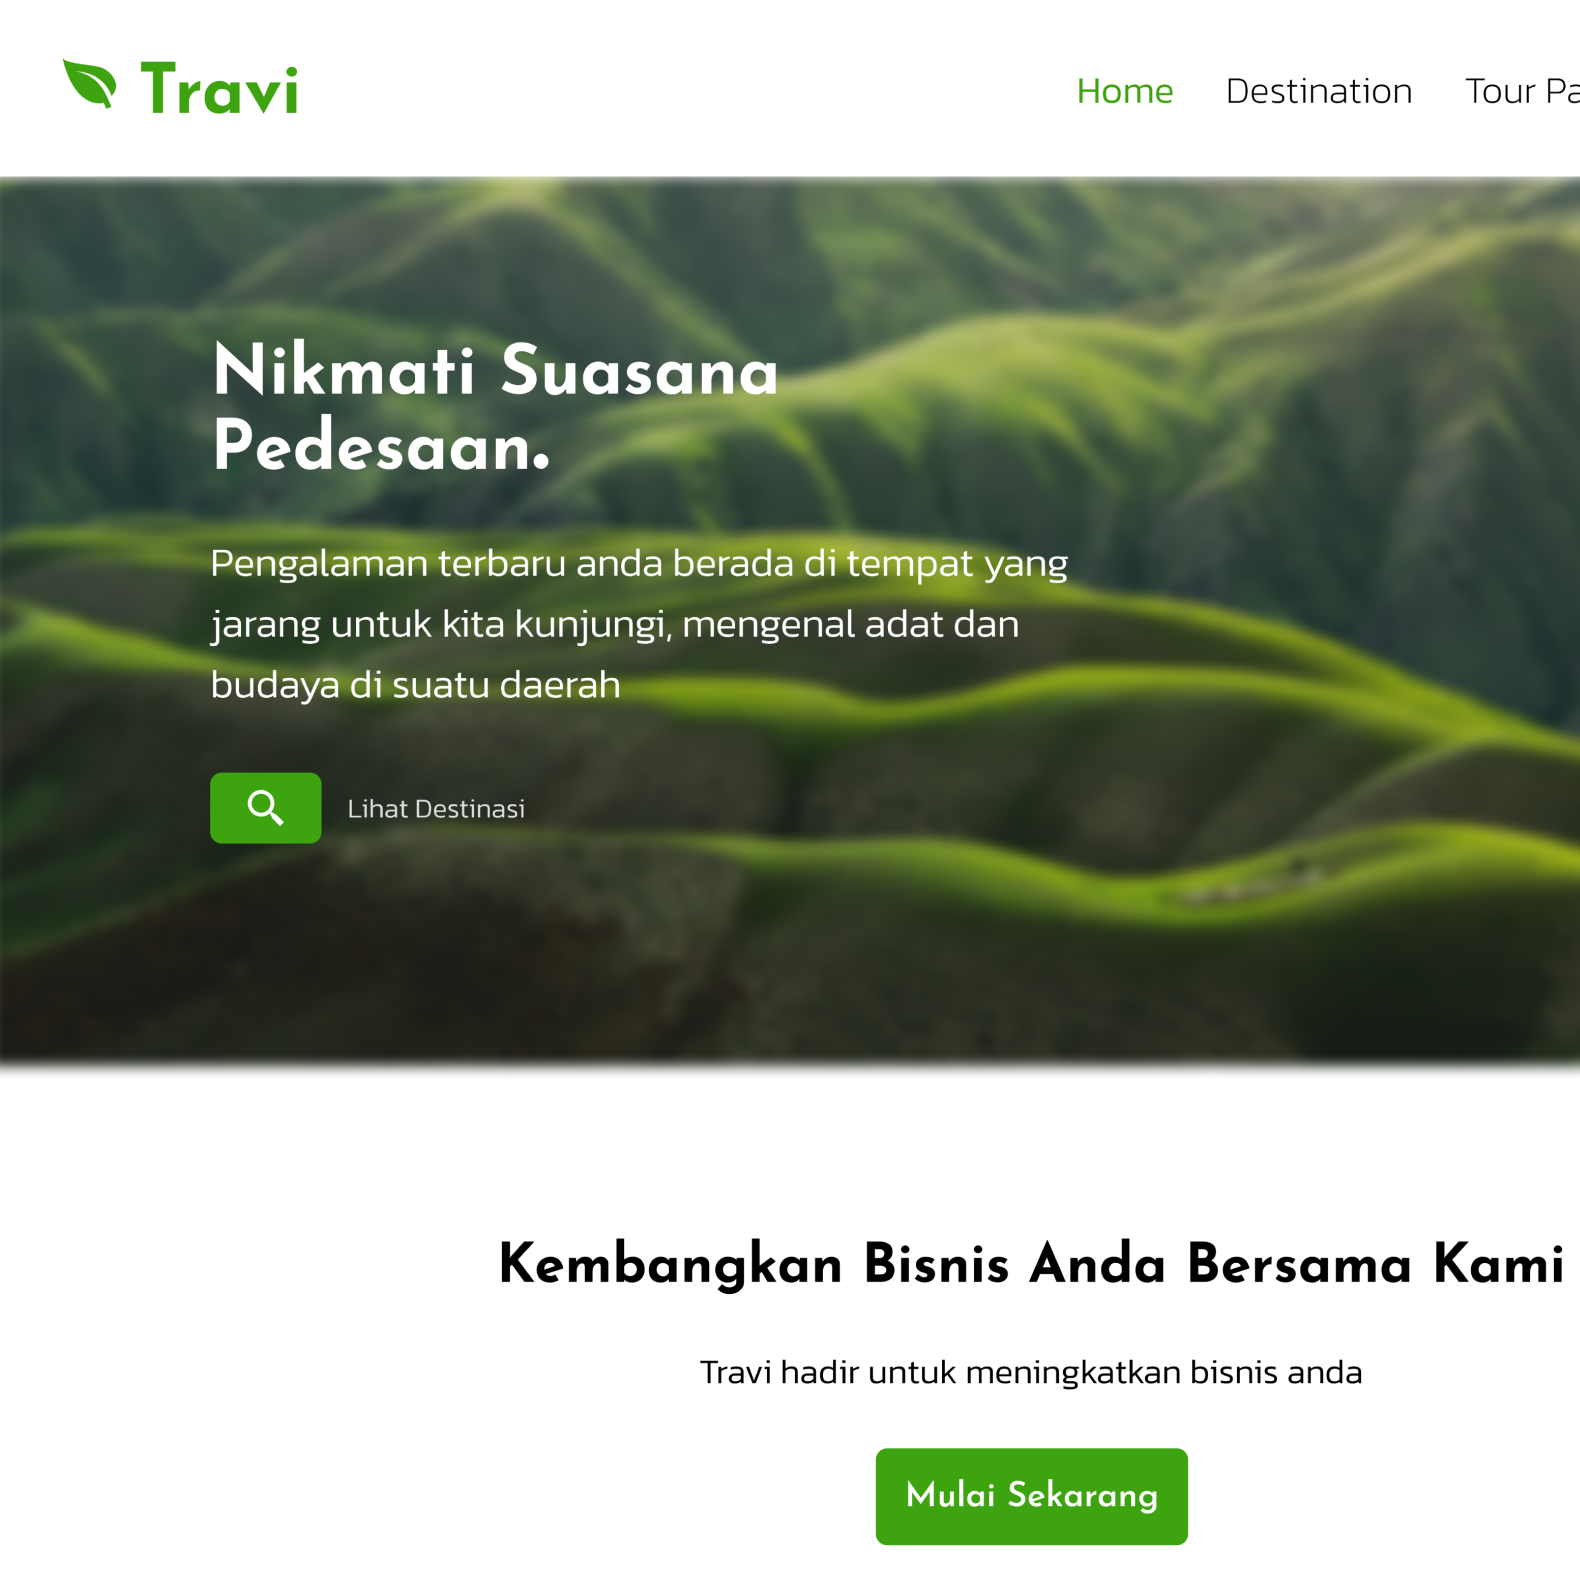 Travi
Home Destination Tour
Nikmati Suasana
Pedesaan.
Pengalaman terbaru anda berada di tempat yang
jarang untuk kita kunjungi, mengenal adat dan
budaya di suatu daerah
Lihat Destinasi
Kembangkan Bisnis Anda Bersama Kami
Travi hadir untuk meningkatkan bisnis anda
Mulai Sekarang